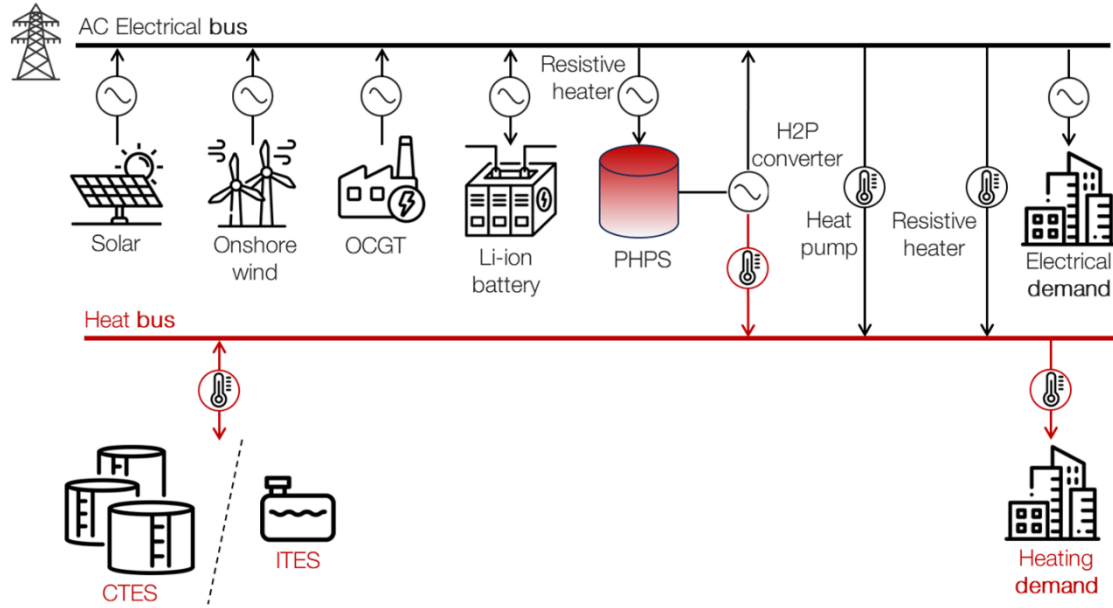 AC Electrical bus
Resistive
heater
H2P
converter
Solar
Onshore
wind
OCGT
Li-ion
battery
PHPS
Heat
pump
Resistive
heater
Electrical
demand
Heat bus
CTES
ITES
Heating
demand